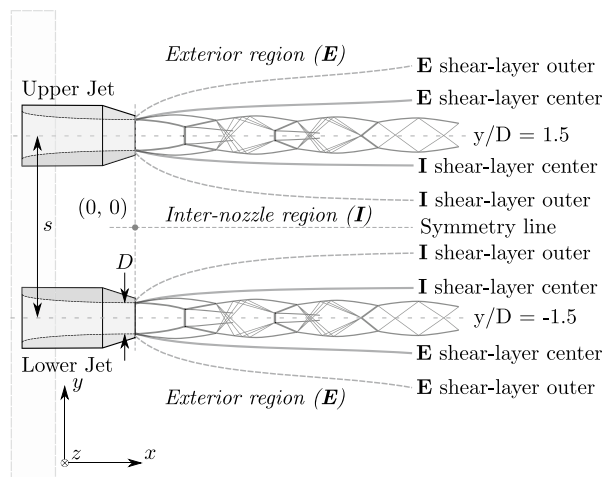 Exterior region (E)
E shear-layer outer
Upper Jet
E shear-layer center
y/D = 1.5
I shear-layer center
(0, 0)
I shear-layer outer
Inter-nozzle region (I)
s
Symmetry line
I shear-layer outer
D
I shear-layer center
y/D = -1.5
E shear-layer center
Lower Jet
E shear-layer outer
y
Exterior region (E)
z
x